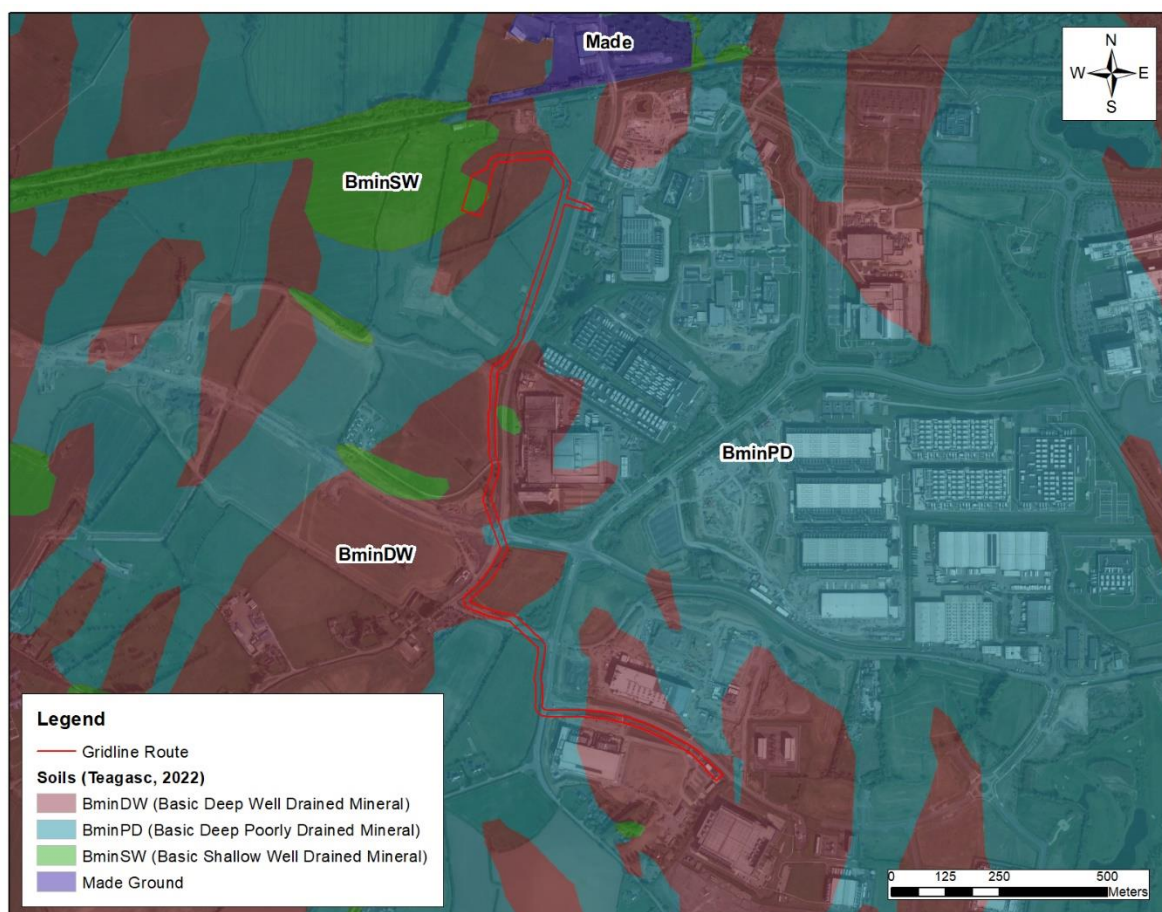 Made
N
W E
S
BminSW
BminPD
BminDW
Legend
Gridline Route
Soils (Teagasc, 2022)
BminDW (Basic Deep Well Drained Mineral)
BminPD (Basic Deep Poorly Drained Mineral)
BminSW (Basic Shallow Well Drained Mineral)
Made Ground
0 125 250 500
Meters